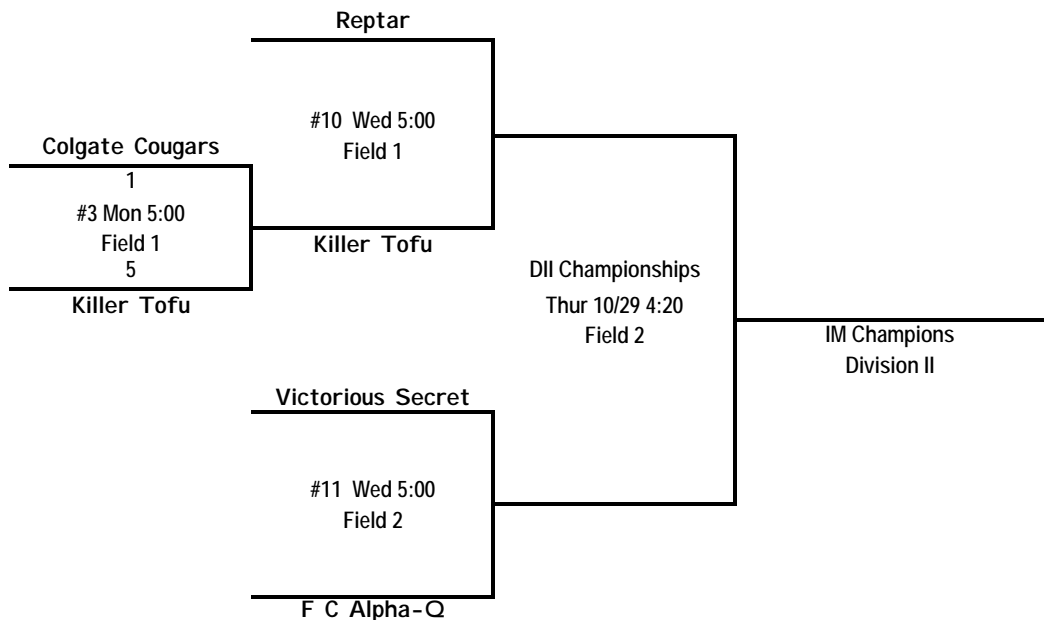 Reptar
#10 Wed 5:00
Field 1
Colgate Cougars
1
#3 Mon 5:00
Field 1
5
Killer Tofu
Killer Tofu
DII Championships
Thur 10/29 4:20
Field 2
IM Champions
Division II
Victorious Secret
#11 Wed 5:00
Field 2
F C Alpha-Q